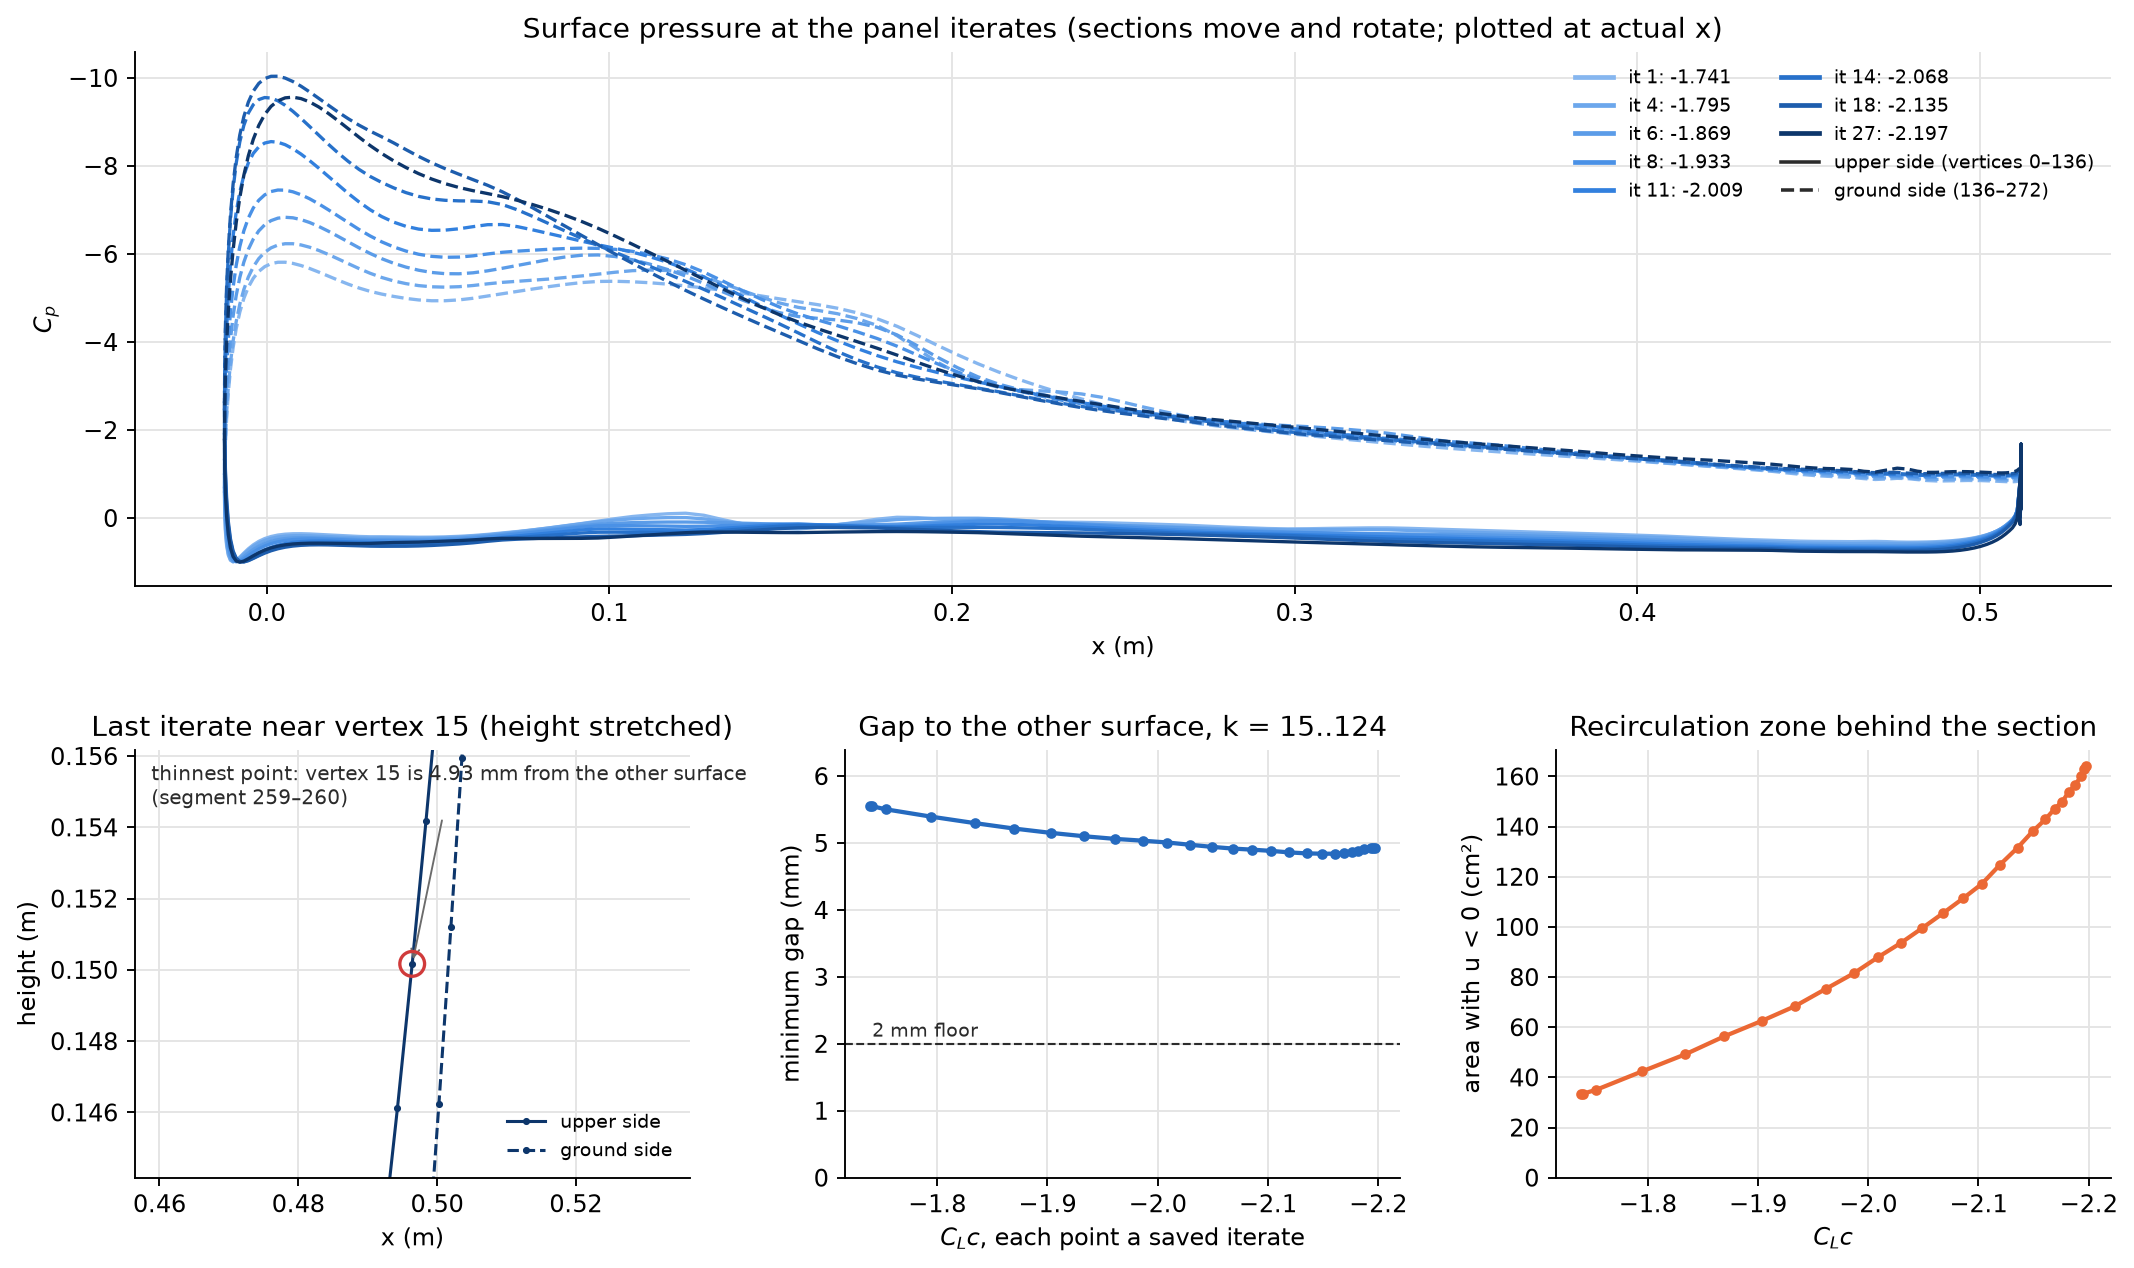 Surface pressure at the panel iterates (sections move and rotate; plotted at actual x)
−10
−8
−6
−4
−2
0
C_p
it 1: -1.741
it 4: -1.795
it 6: -1.869
it 8: -1.933
it 11: -2.009
it 14: -2.068
it 18: -2.135
it 27: -2.197
upper side (vertices 0–136)
ground side (136–272)
0.0 0.1 0.2 0.3 0.4 0.5
x (m)
Last iterate near vertex 15 (height stretched)
thinnest point: vertex 15 is 4.93 mm from the other surface
(segment 259–260)
0.156
0.154
0.152
0.150
0.148
0.146
height (m)
upper side
ground side
0.46 0.48 0.50 0.52
x (m)
Gap to the other surface, k = 15..124
6
5
4
3
2
1
0
minimum gap (mm)
2 mm floor
−1.8 −1.9 −2.0 −2.1 −2.2
C_L c, each point a saved iterate
Recirculation zone behind the section
160
140
120
100
80
60
40
20
0
area with u < 0 (cm²)
−1.8 −1.9 −2.0 −2.1 −2.2
C_L c